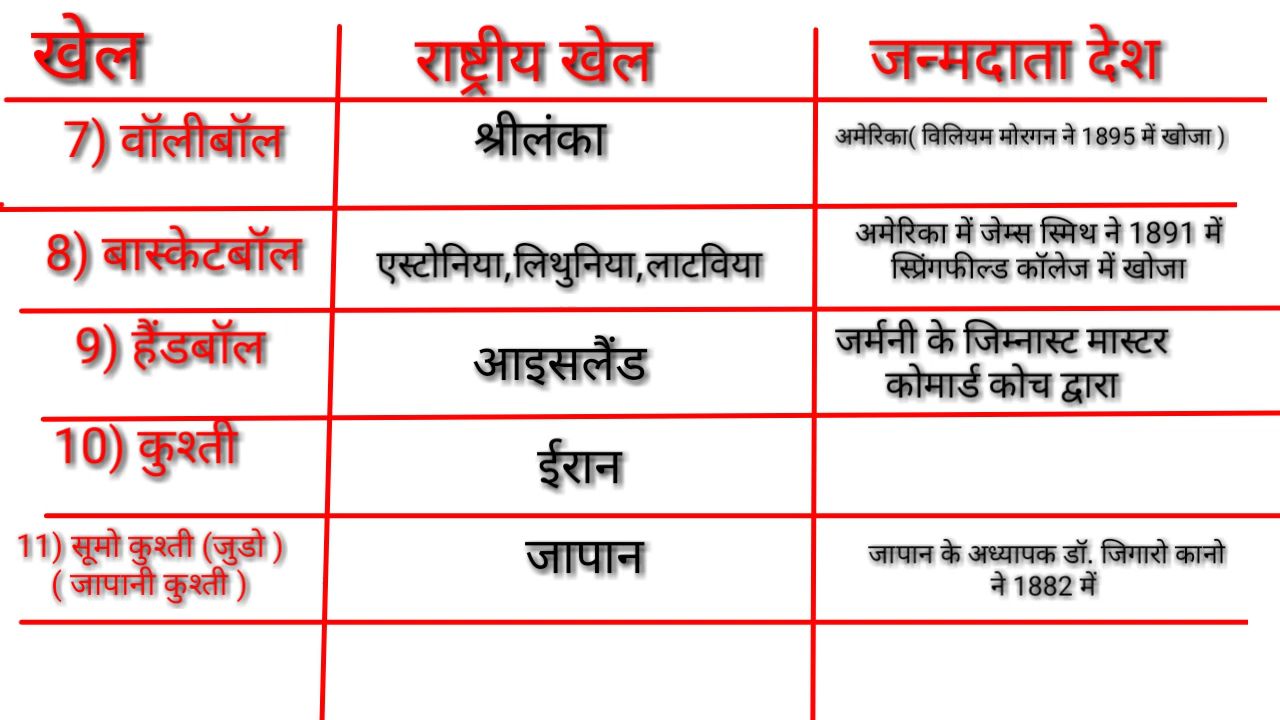 खेल राष्ट्रीय खेल जन्मदाता देश
7) वॉलीबॉल श्रीलंका अमेरिका( विलियम मोरगन ने 1895 में खोजा )
8) बास्केटबॉल एस्टोनिया,लिथुनिया,लाटविया अमेरिका में जेम्स स्मिथ ने 1891 में
स्प्रिंगफील्ड कॉलेज में खोजा
9) हैंडबॉल आइसलैंड जर्मनी के जिम्नास्ट मास्टर
कोमार्ड कोच द्वारा
10) कुश्ती ईरान
11) सूमो कुश्ती (जुडो ) जापान जापान के अध्यापक डॉ. जिगारो कानो
( जापानी कुश्ती ) ने 1882 में